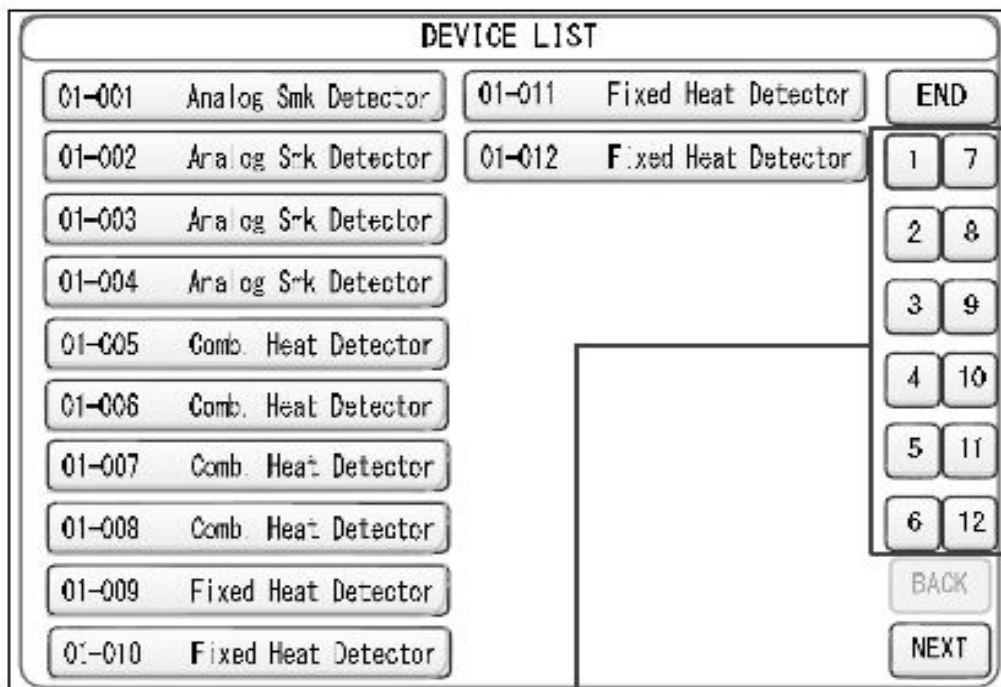 DEVICE LIST
01-001 Analog Smk Detector
01-002 Analog Smk Detector
01-003 Analog Smk Detector
01-004 Analog Smk Detector
01-005 Comb. Heat Detector
01-006 Comb. Heat Detector
01-007 Comb. Heat Detector
01-008 Comb. Heat Detector
01-009 Fixed Heat Detector
01-010 Fixed Heat Detector
01-011 Fixed Heat Detector
01-012 Fixed Heat Detector
END
1 7
2 8
3 9
4 10
5 11
6 12
BACK
NEXT